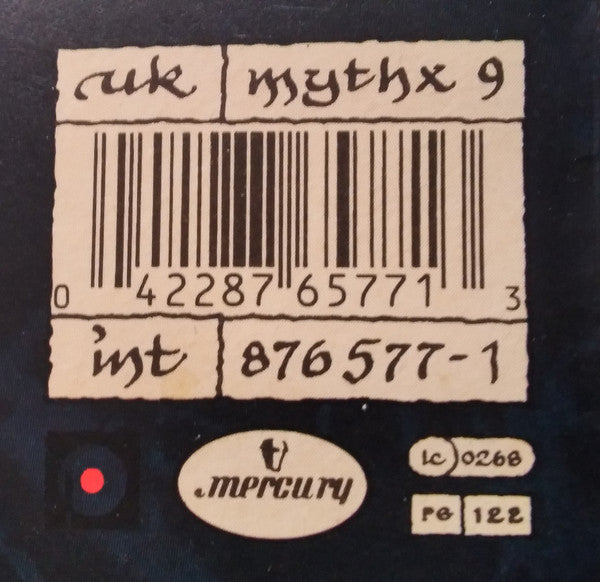 uk mythx 9
0 42287 65771 3
int 876 577-1
mercury
LC 0268
PG 122